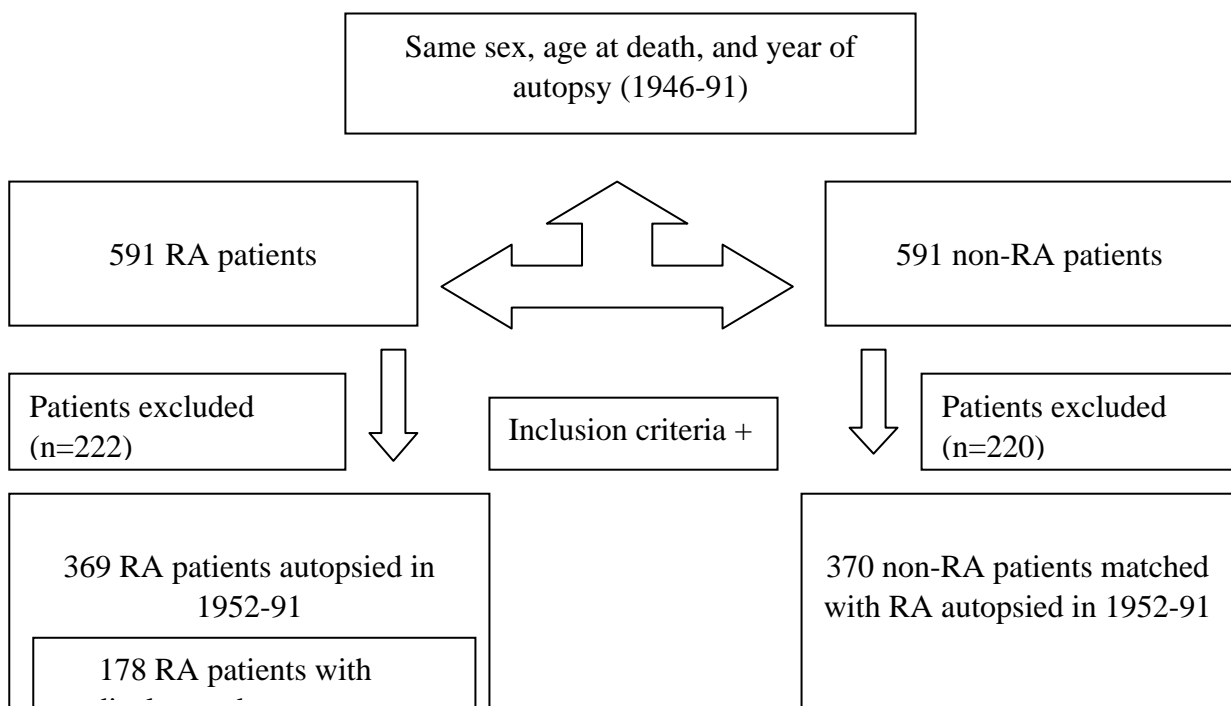 Same sex, age at death, and year of
autopsy (1946-91)
591 RA patients
591 non-RA patients
Patients excluded
(n=222)
Inclusion criteria +
Patients excluded
(n=220)
369 RA patients autopsied in
1952-91
370 non-RA patients matched
with RA autopsied in 1952-91
178 RA patients with